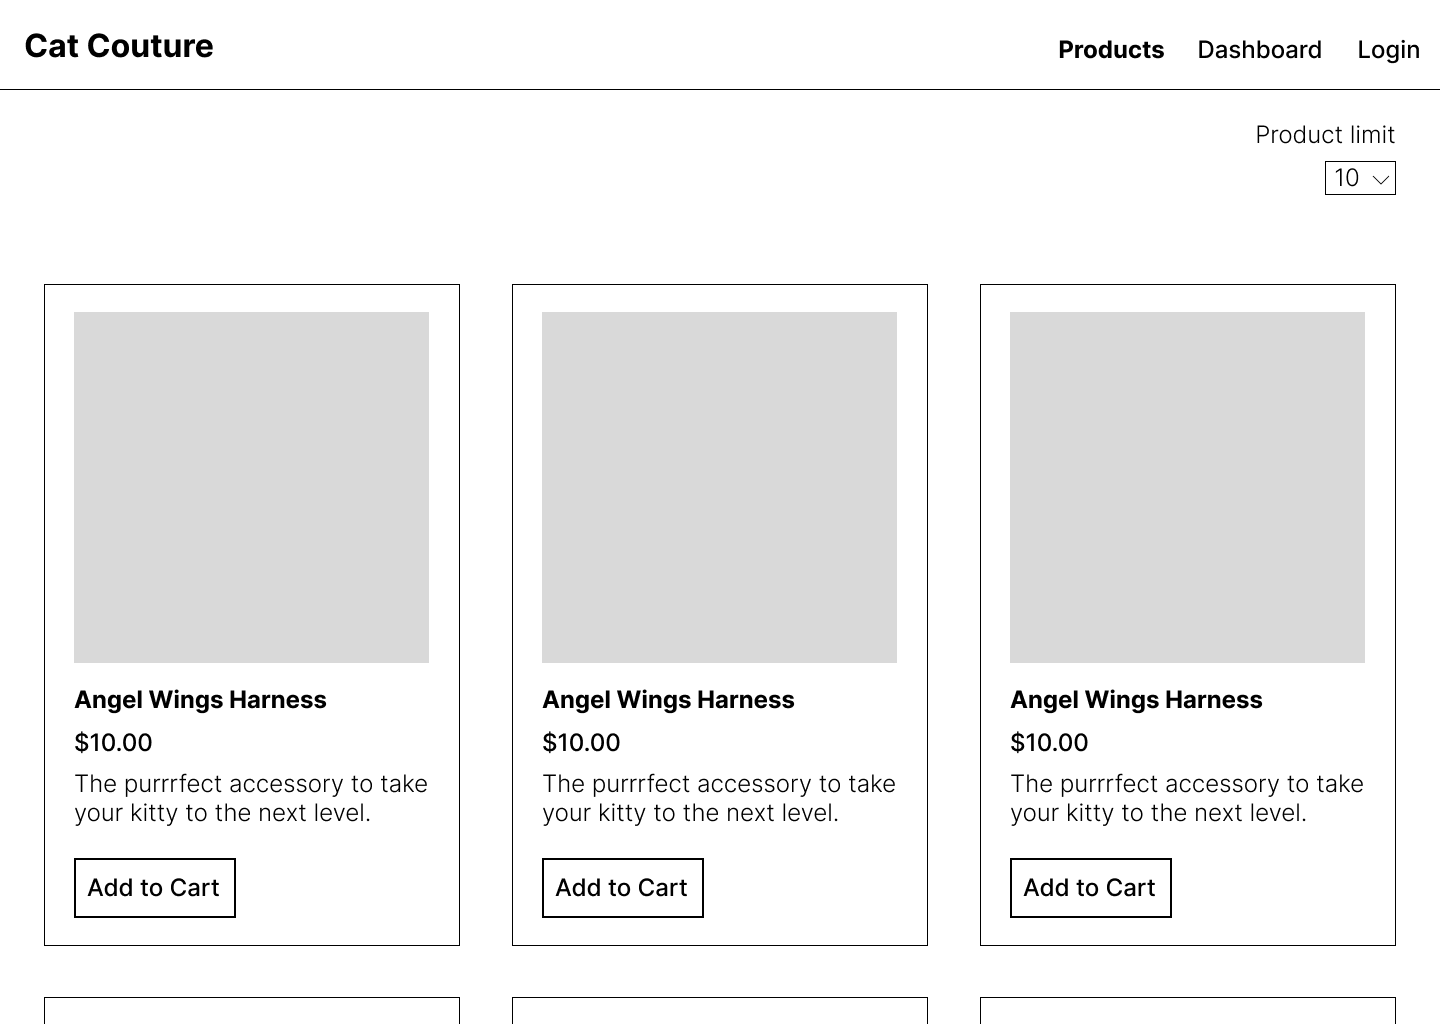 Cat Couture
Products Dashboard Login
Product limit
10
Angel Wings Harness
$10.00
The purrrfect accessory to take
your kitty to the next level.
Add to Cart
Angel Wings Harness
$10.00
The purrrfect accessory to take
your kitty to the next level.
Add to Cart
Angel Wings Harness
$10.00
The purrrfect accessory to take
your kitty to the next level.
Add to Cart